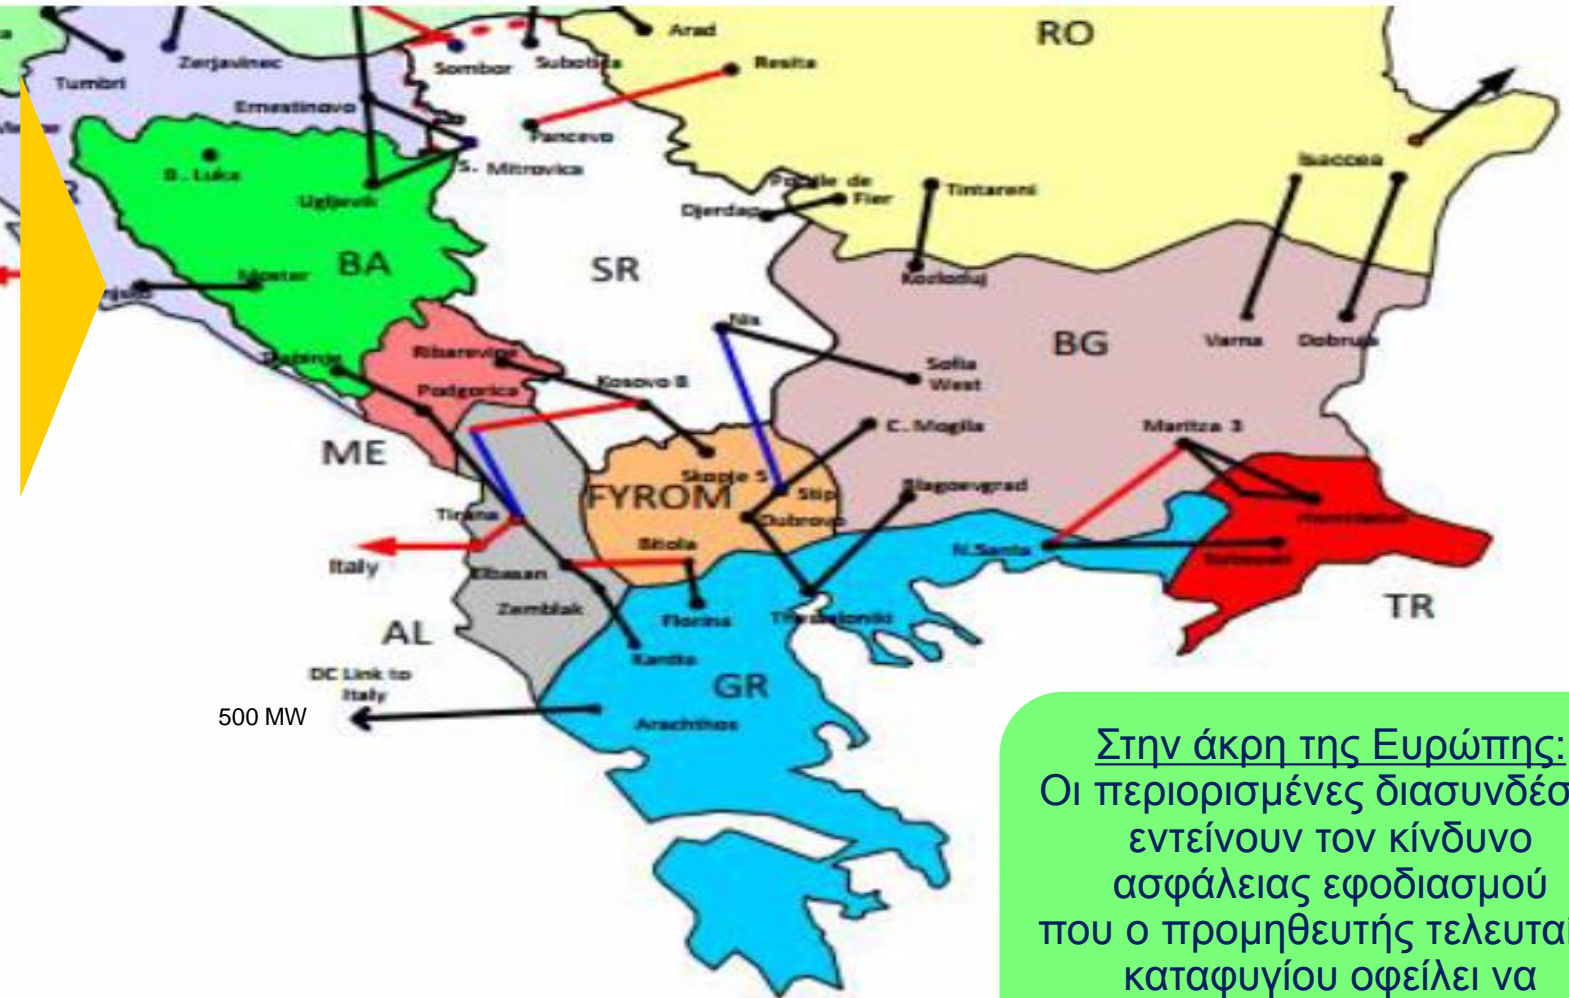 Arad
RO
Resita
Zerjavinec
Sombor
Subotica
Tumbri
Ernestinovo
Pancevo
S. Mitrovica
B. Luka
Isaccea
Ugljevik
Fier
Tintareni
Djerdap
BA
SR
Mostar
Kozloduj
Nis
BG
Varna
Dobruja
Ribarevine
Sofia
West
Kosovo B
Podgorica
C. Mogila
Maritza 3
ME
Skopje 5
Blagoevgrad
FYROM
Stip
Tirana
Dubrovo
Bitola
N.Santa
Italy
Elbasan
Zemblak
TR
Florina
Thessaloniki
AL
Kardia
DC Link to
Italy
GR
500 MW
Arachthos
Στην άκρη της Ευρώπης:
Οι περιορισμένες διασυνδέσ
εντείνουν τον κίνδυνο
ασφάλειας εφοδιασμού
που ο προμηθευτής τελευτα
καταφυγίου οφείλει να